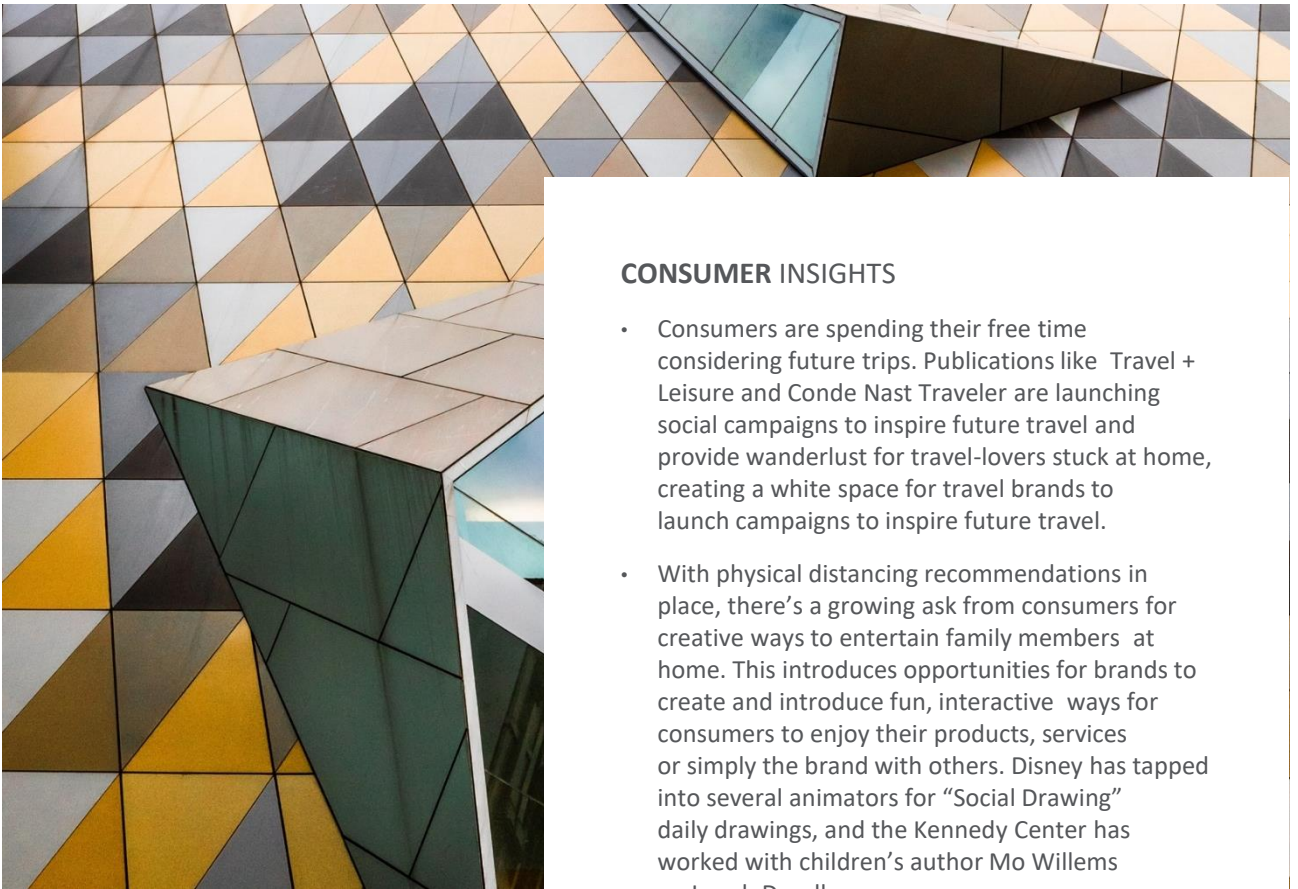 CONSUMER INSIGHTS
• Consumers are spending their free time
considering future trips. Publications like Travel +
Leisure and Conde Nast Traveler are launching
social campaigns to inspire future travel and
provide wanderlust for travel-lovers stuck at home,
creating a white space for travel brands to
launch campaigns to inspire future travel.
• With physical distancing recommendations in
place, there’s a growing ask from consumers for
creative ways to entertain family members at
home. This introduces opportunities for brands to
create and introduce fun, interactive ways for
consumers to enjoy their products, services
or simply the brand with others. Disney has tapped
into several animators for “Social Drawing”
daily drawings, and the Kennedy Center has
worked with children’s author Mo Willems